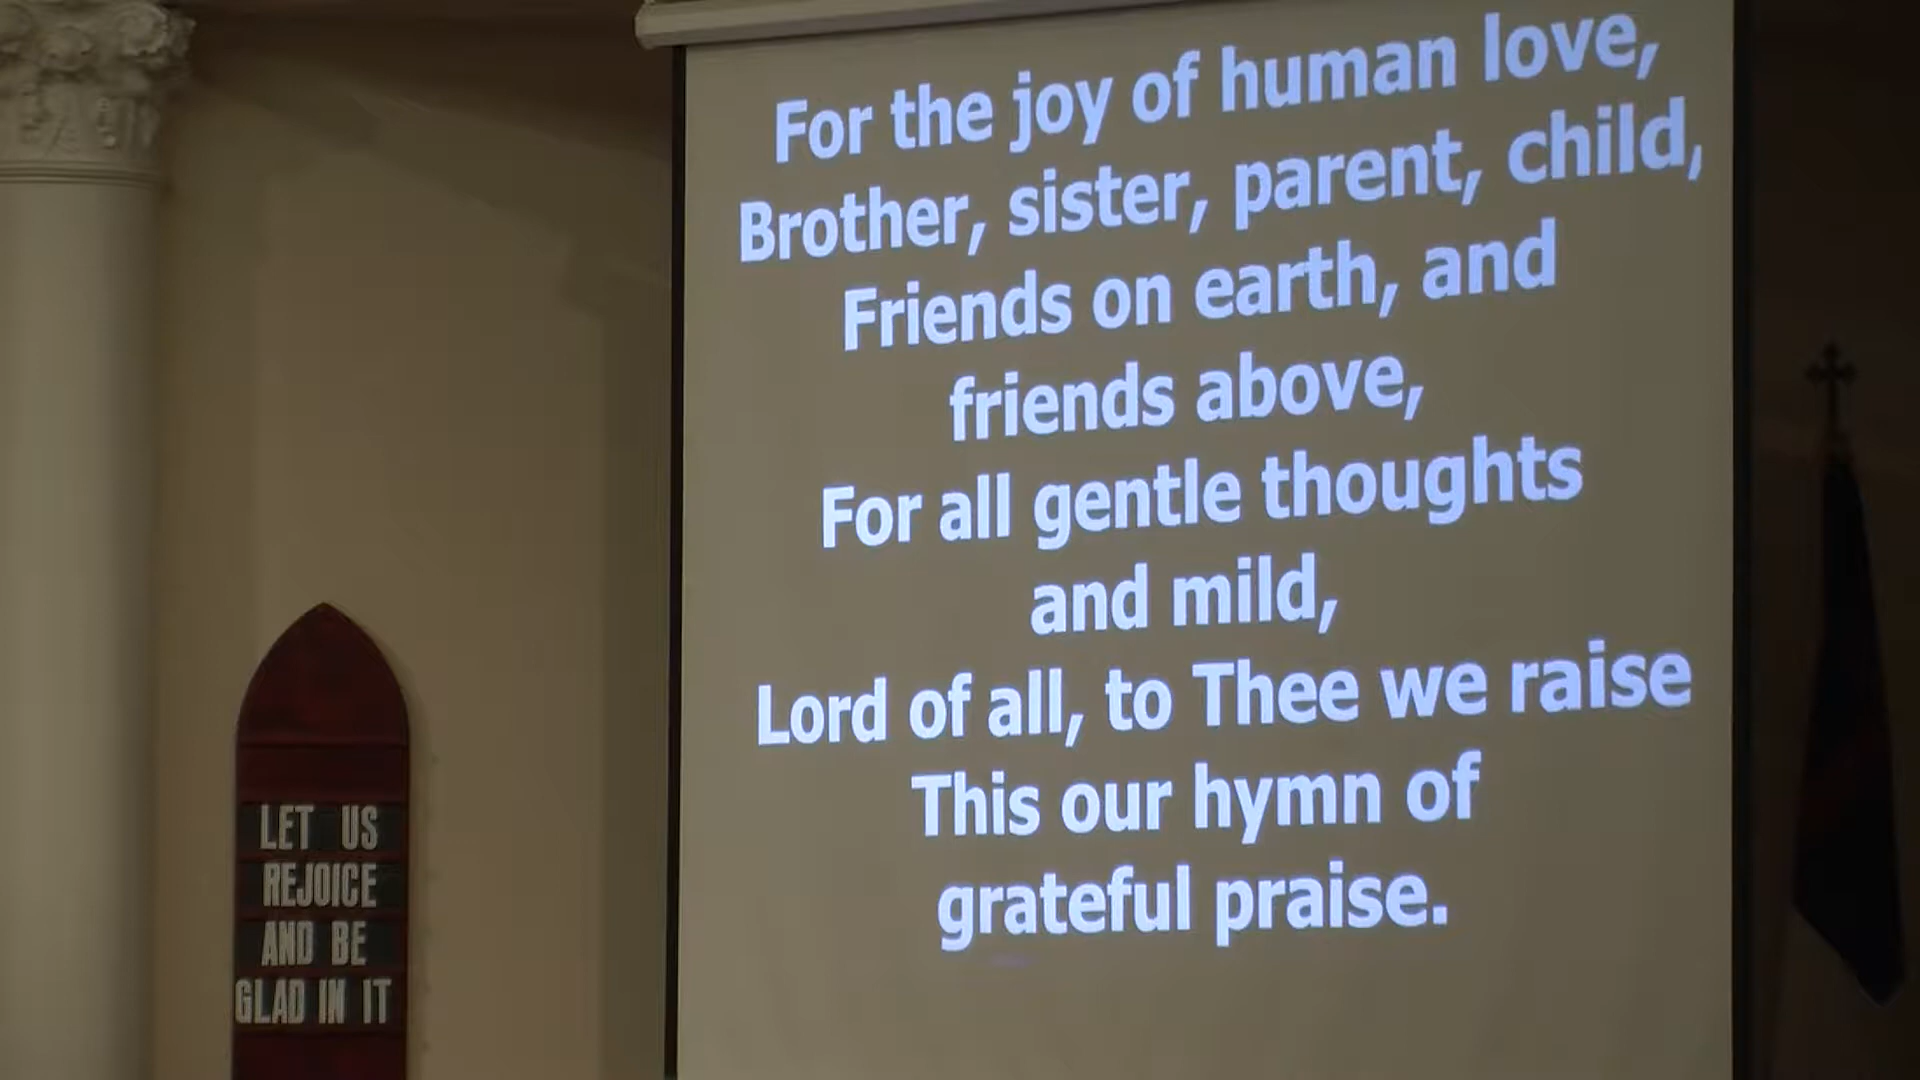 For the joy of human love,
Brother, sister, parent, child,
Friends on earth, and
friends above,
For all gentle thoughts
and mild,
Lord of all, to Thee we raise
This our hymn of
grateful praise.
LET US
REJOICE
AND BE
GLAD IN IT